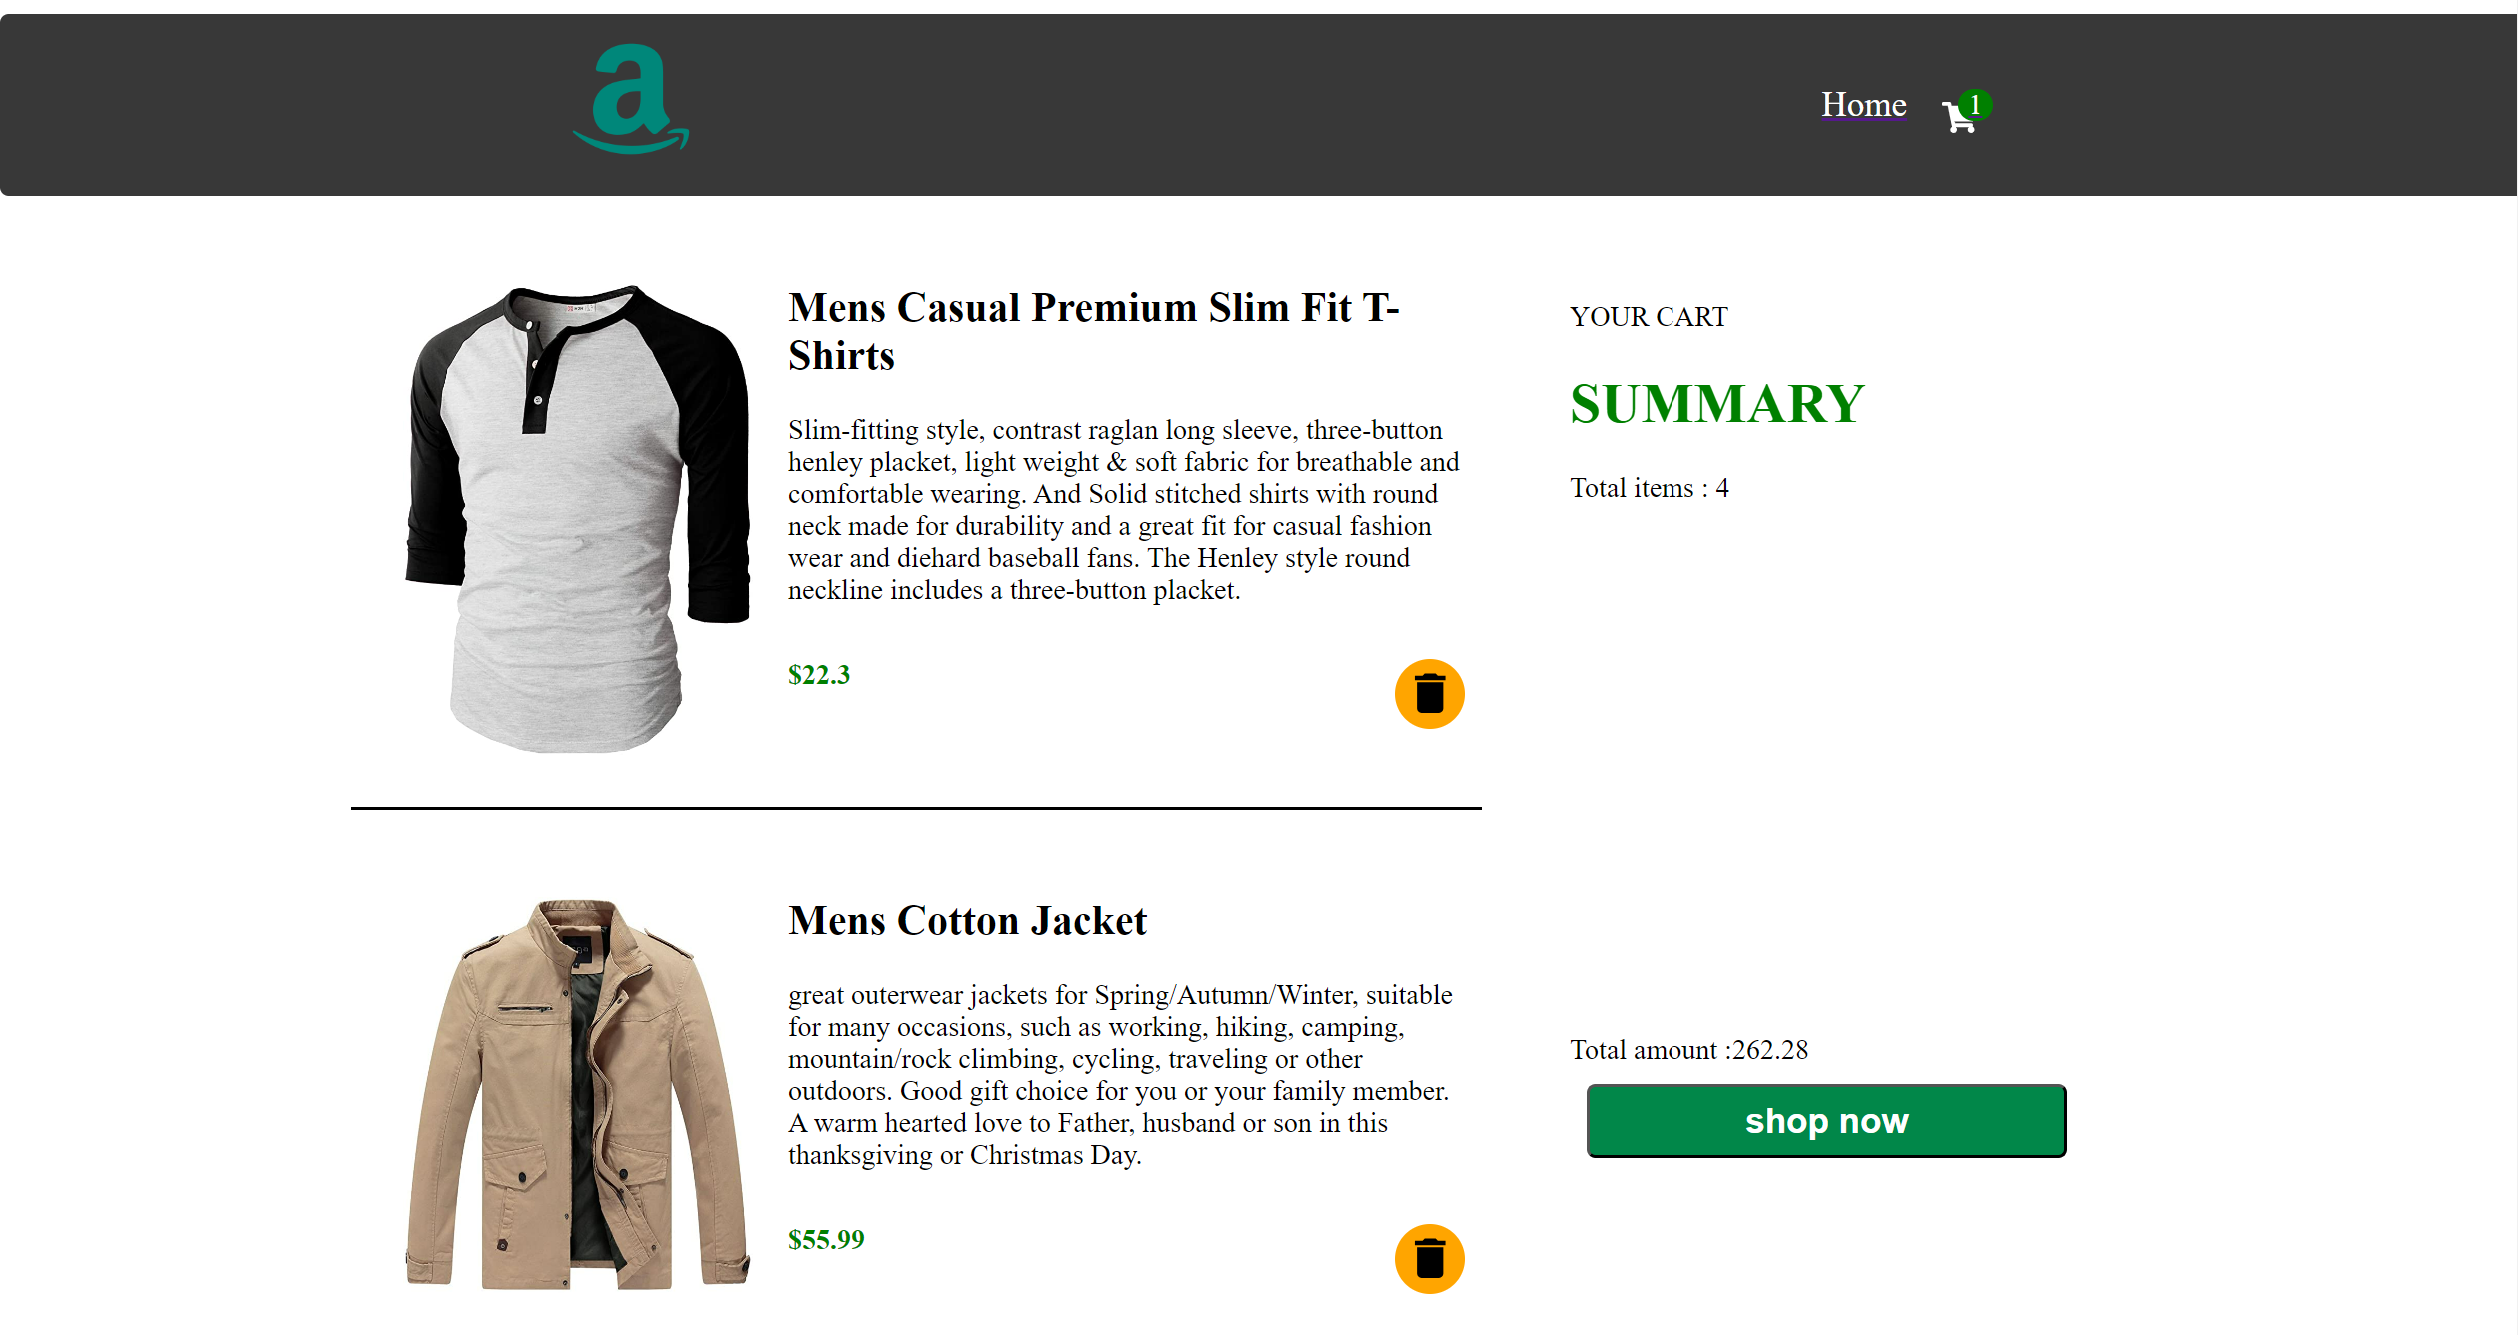 a
Home
1
Mens Casual Premium Slim Fit T-
Shirts
Slim-fitting style, contrast raglan long sleeve, three-button
henley placket, light weight & soft fabric for breathable and
comfortable wearing. And Solid stitched shirts with round
neck made for durability and a great fit for casual fashion
wear and diehard baseball fans. The Henley style round
neckline includes a three-button placket.
$22.3
YOUR CART
SUMMARY
Total items : 4
Mens Cotton Jacket
great outerwear jackets for Spring/Autumn/Winter, suitable
for many occasions, such as working, hiking, camping,
mountain/rock climbing, cycling, traveling or other
outdoors. Good gift choice for you or your family member.
A warm hearted love to Father, husband or son in this
thanksgiving or Christmas Day.
$55.99
Total amount :262.28
shop now